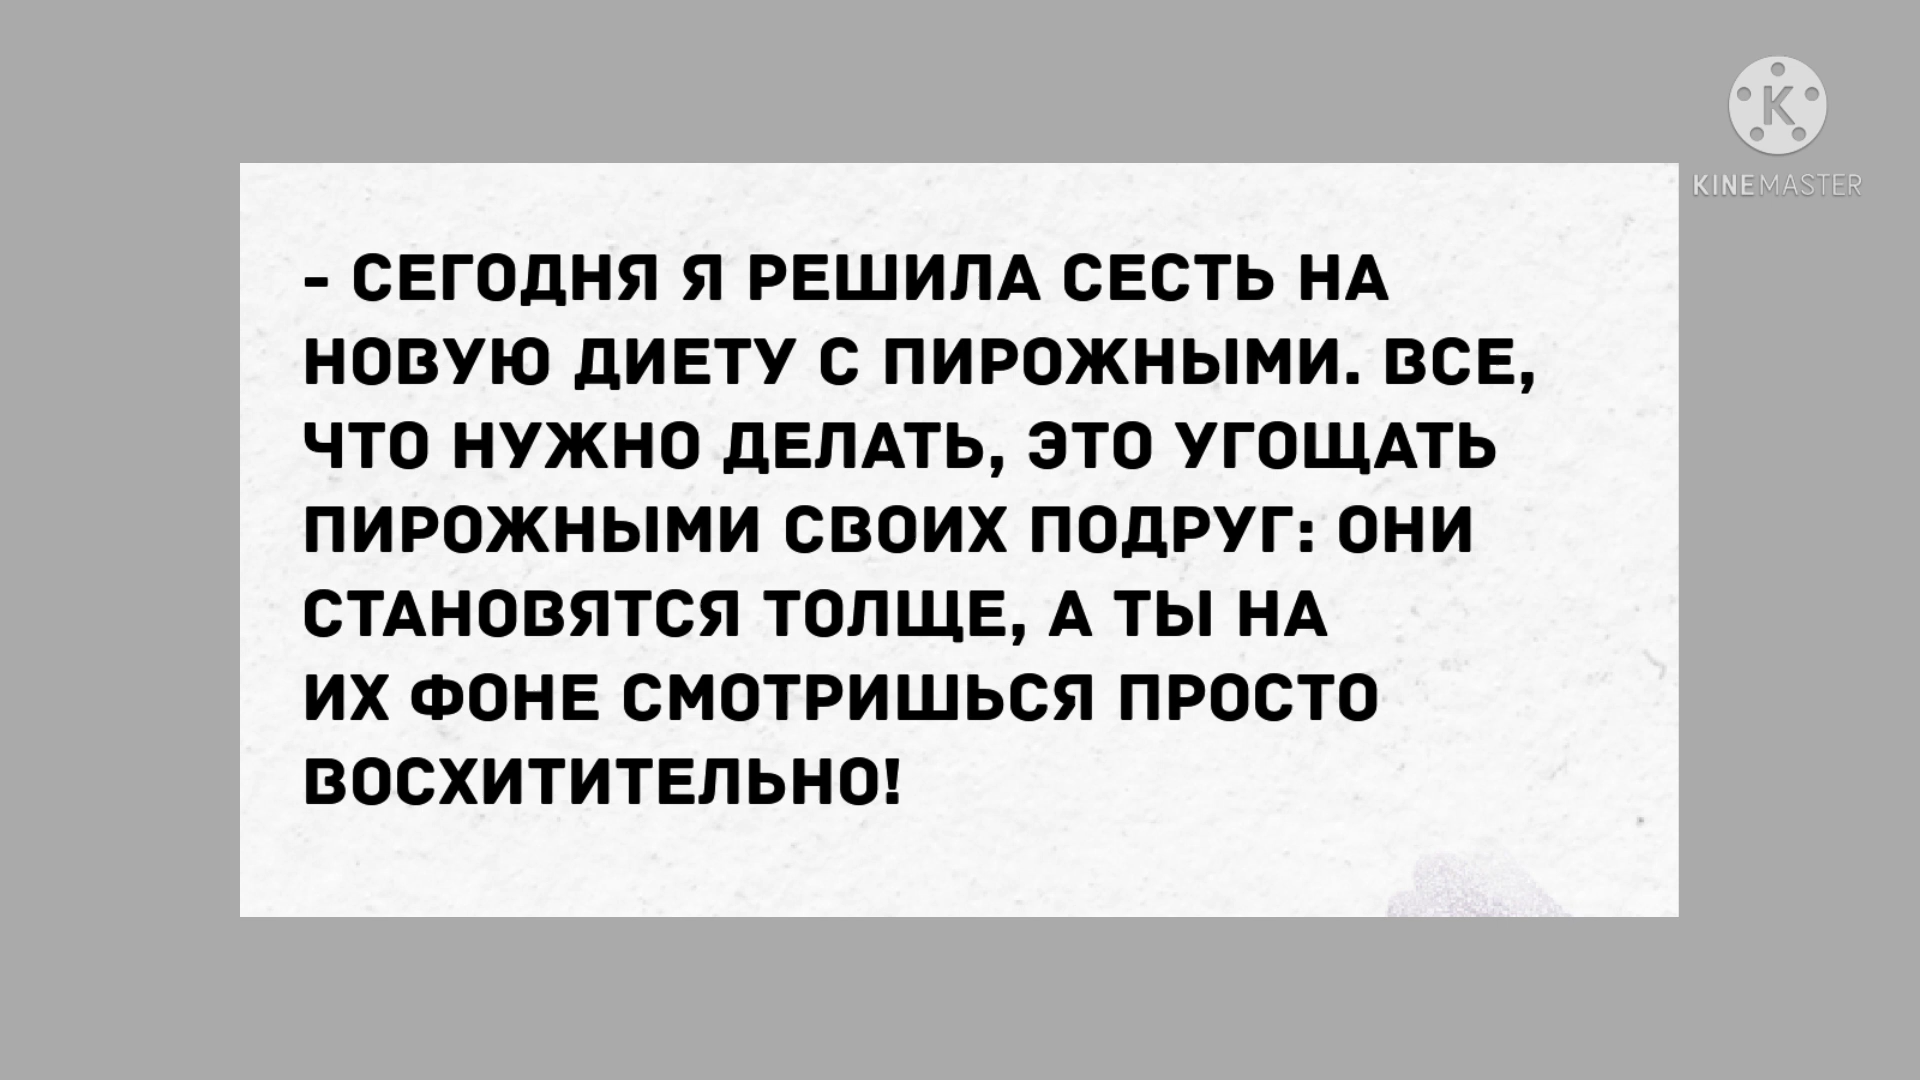 - СЕГОДНЯ Я РЕШИЛА СЕСТЬ НА
НОВУЮ ДИЕТУ С ПИРОЖНЫМИ. ВСЕ,
ЧТО НУЖНО ДЕЛАТЬ, ЭТО УГОЩАТЬ
ПИРОЖНЫМИ СВОИХ ПОДРУГ: ОНИ
СТАНОВЯТСЯ ТОЛЩЕ, А ТЫ НА
ИХ ФОНЕ СМОТРИШЬСЯ ПРОСТО
ВОСХИТИТЕЛЬНО!
K
KINEMASTER